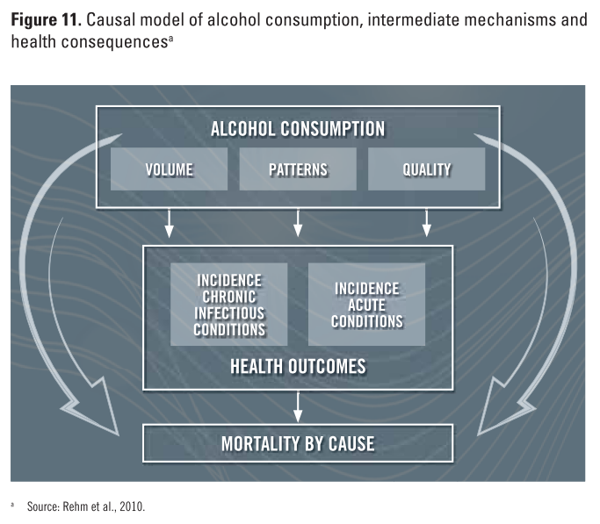 Figure 11. Causal model of alcohol consumption, intermediate mechanisms and
health consequencesa
ALCOHOL CONSUMPTION
VOLUME
PATTERNS
QUALITY
INCIDENCE
CHRONIC
INFECTIOUS
CONDITIONS
INCIDENCE
ACUTE
CONDITIONS
HEALTH OUTCOMES
MORTALITY BY CAUSE
a Source: Rehm et al., 2010.